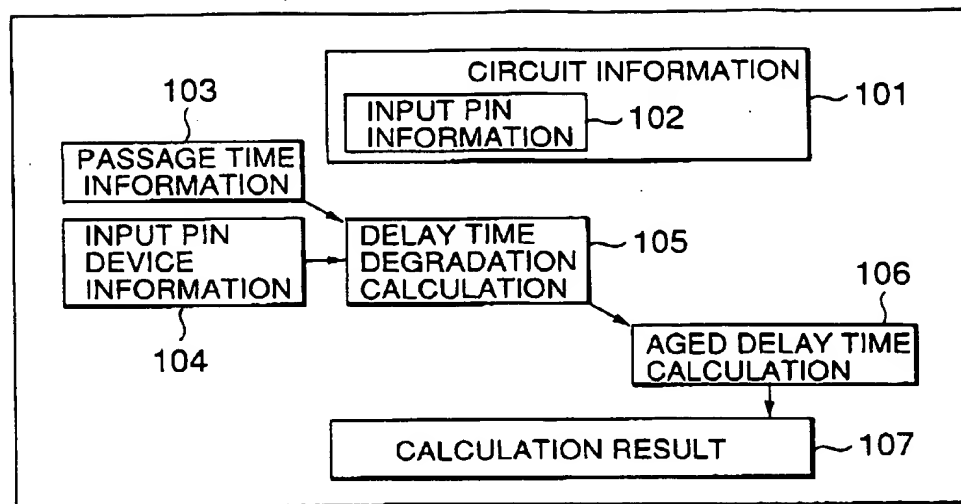 CIRCUIT INFORMATION
101
INPUT PIN
INFORMATION
102
103
PASSAGE TIME
INFORMATION
INPUT PIN
DEVICE
INFORMATION
104
DELAY TIME
DEGRADATION
CALCULATION
105
106
AGED DELAY TIME
CALCULATION
CALCULATION RESULT
107